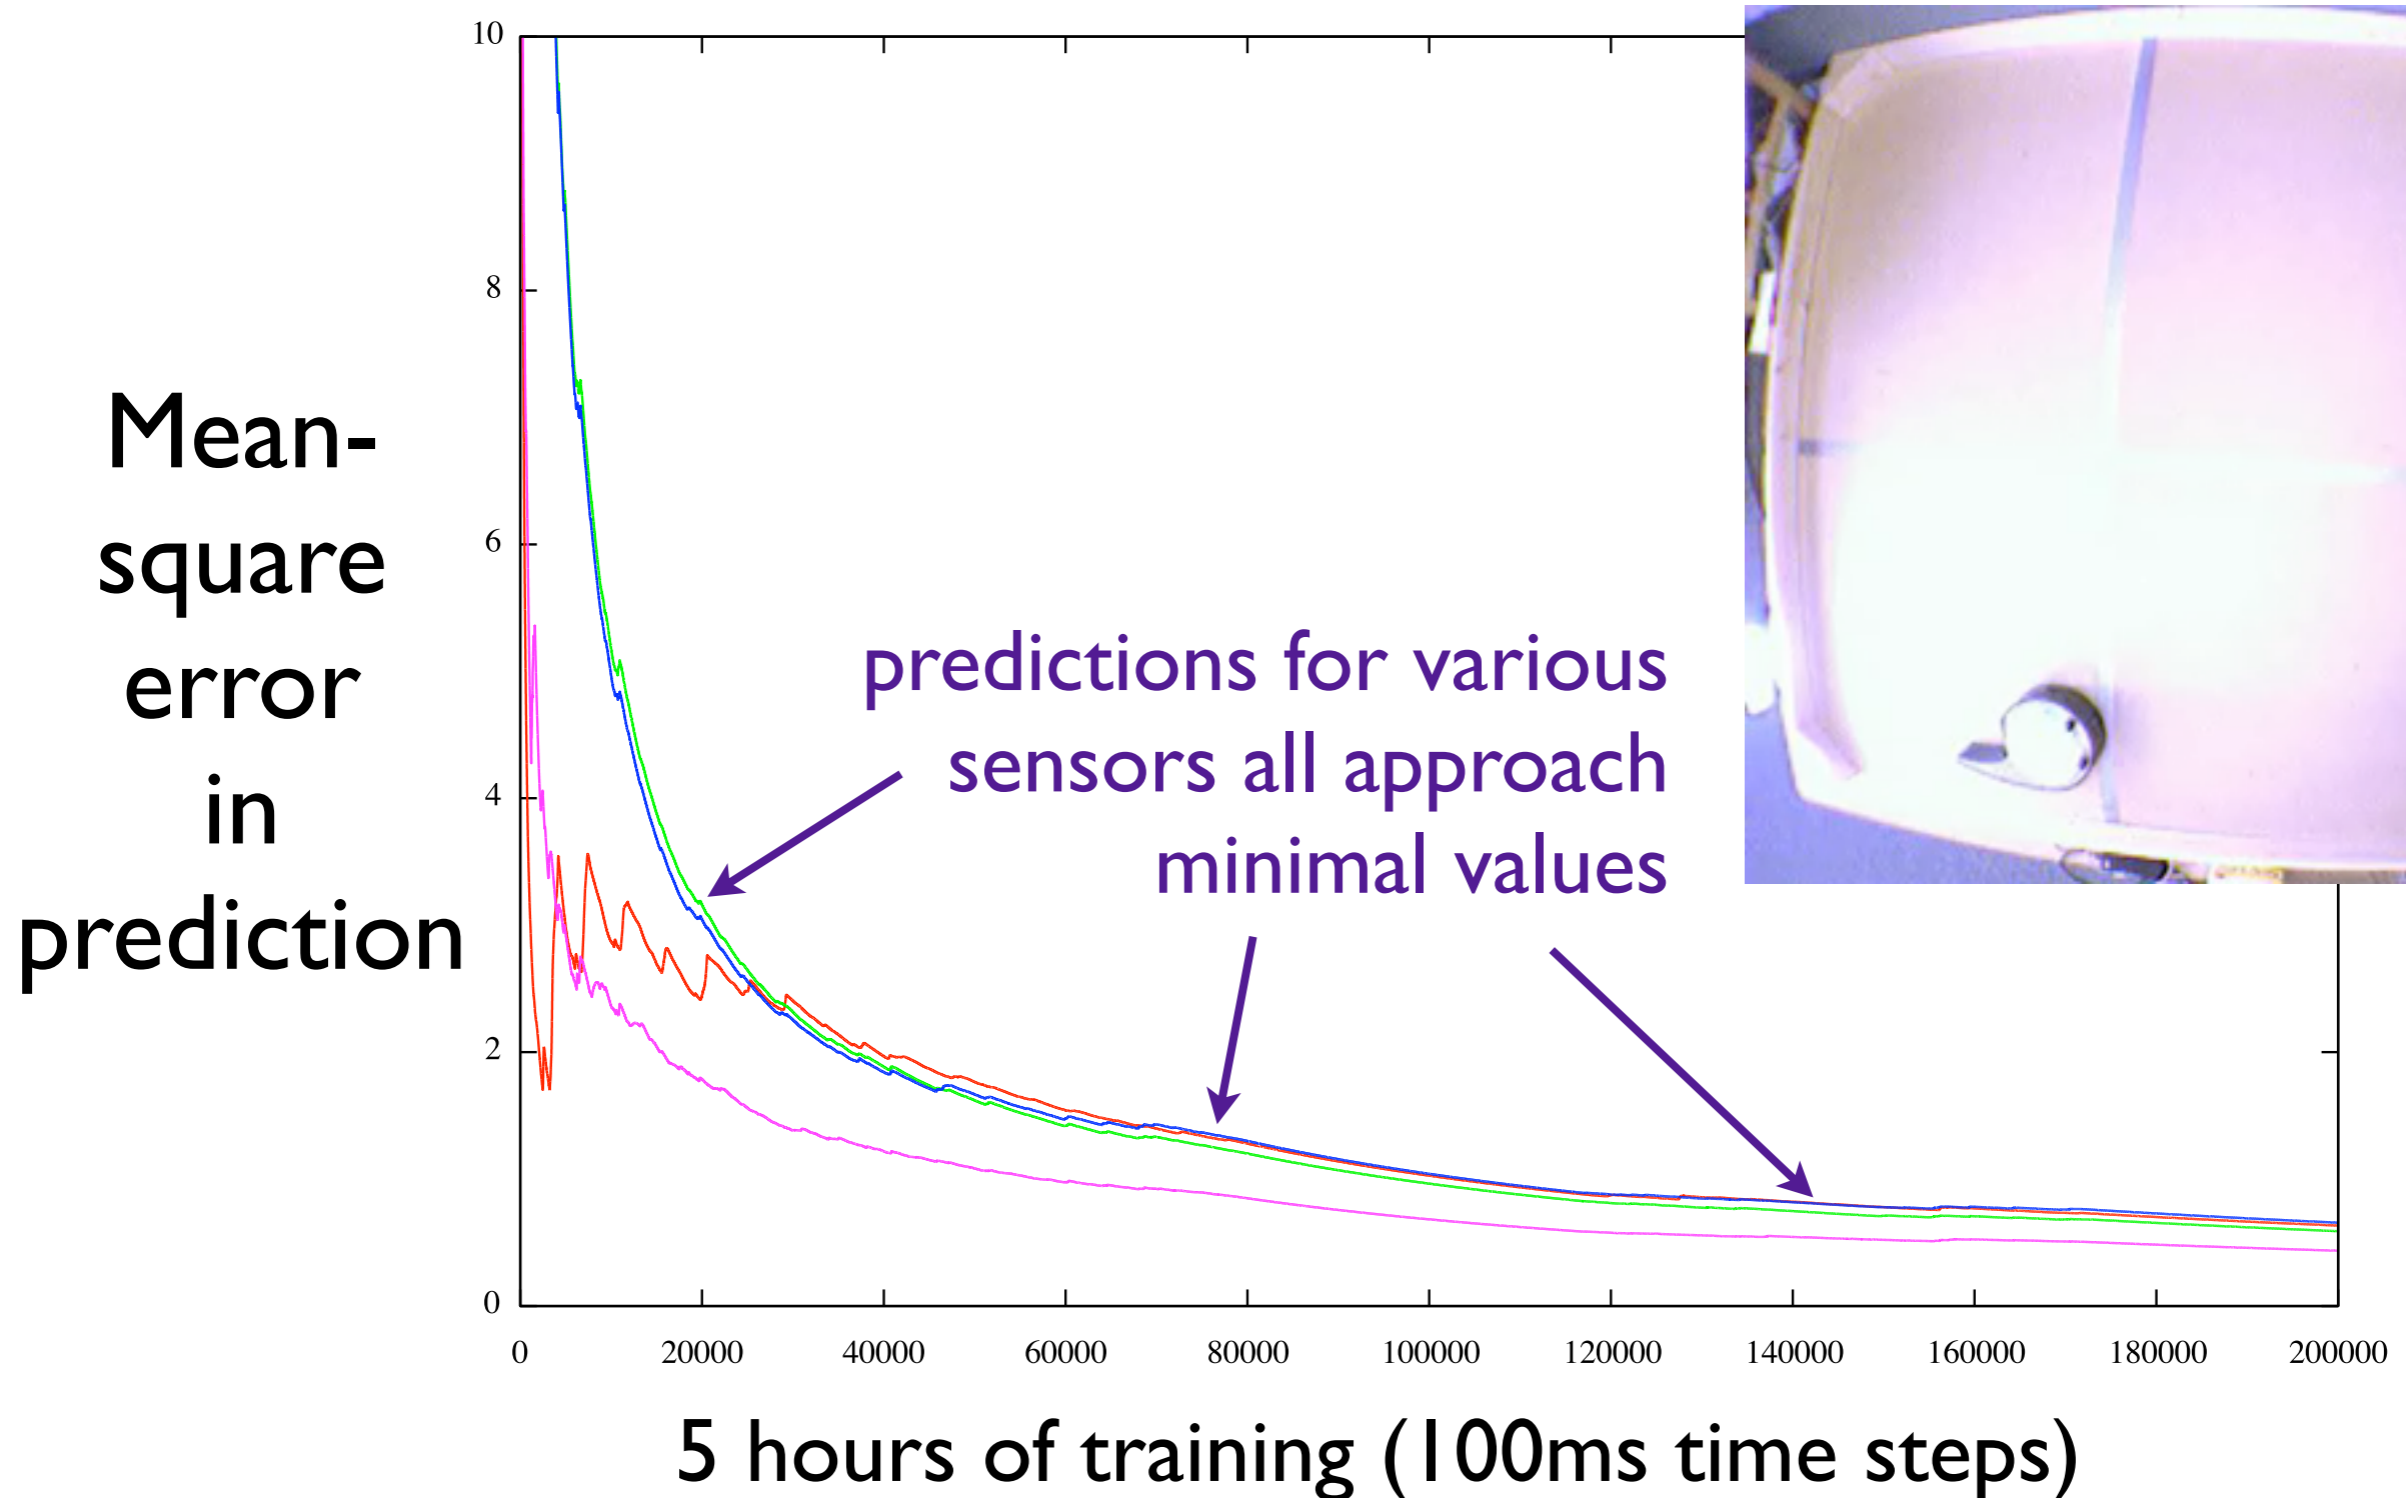 10
8
6
4
2
0
Mean-
square
error
in
prediction
predictions for various
sensors all approach
minimal values
0 20000 40000 60000 80000 100000 120000 140000 160000 180000 200000
5 hours of training (100ms time steps)